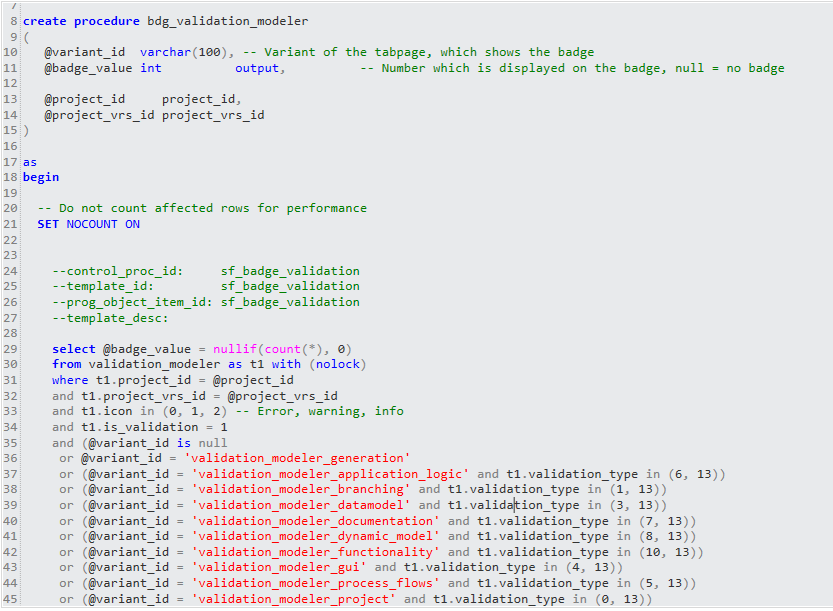 7
8 create procedure bdg_validation_modeler
9 (
10 @variant_id varchar(100), -- Variant of the tabpage, which shows the badge
11 @badge_value int output, -- Number which is displayed on the badge, null = no badge
12
13 @project_id project_id,
14 @project_vrs_id project_vrs_id
15 )
16
17 as
18 begin
19
20 -- Do not count affected rows for performance
21 SET NOCOUNT ON
22
23
24 --control_proc_id: sf_badge_validation
25 --template_id: sf_badge_validation
26 --prog_object_item_id: sf_badge_validation
27 --template_desc:
28
29 select @badge_value = nullif(count(*), 0)
30 from validation_modeler as t1 with (nolock)
31 where t1.project_id = @project_id
32 and t1.project_vrs_id = @project_vrs_id
33 and t1.icon in (0, 1, 2) -- Error, warning, info
34 and t1.is_validation = 1
35 and (@variant_id is null
36 or @variant_id = 'validation_modeler_generation'
37 or (@variant_id = 'validation_modeler_application_logic' and t1.validation_type in (6, 13))
38 or (@variant_id = 'validation_modeler_branching' and t1.validation_type in (1, 13))
39 or (@variant_id = 'validation_modeler_datamodel' and t1.validation_type in (3, 13))
40 or (@variant_id = 'validation_modeler_documentation' and t1.validation_type in (7, 13))
41 or (@variant_id = 'validation_modeler_dynamic_model' and t1.validation_type in (8, 13))
42 or (@variant_id = 'validation_modeler_functionality' and t1.validation_type in (10, 13))
43 or (@variant_id = 'validation_modeler_gui' and t1.validation_type in (4, 13))
44 or (@variant_id = 'validation_modeler_process_flows' and t1.validation_type in (5, 13))
45 or (@variant_id = 'validation_modeler_project' and t1.validation_type in (0, 13))